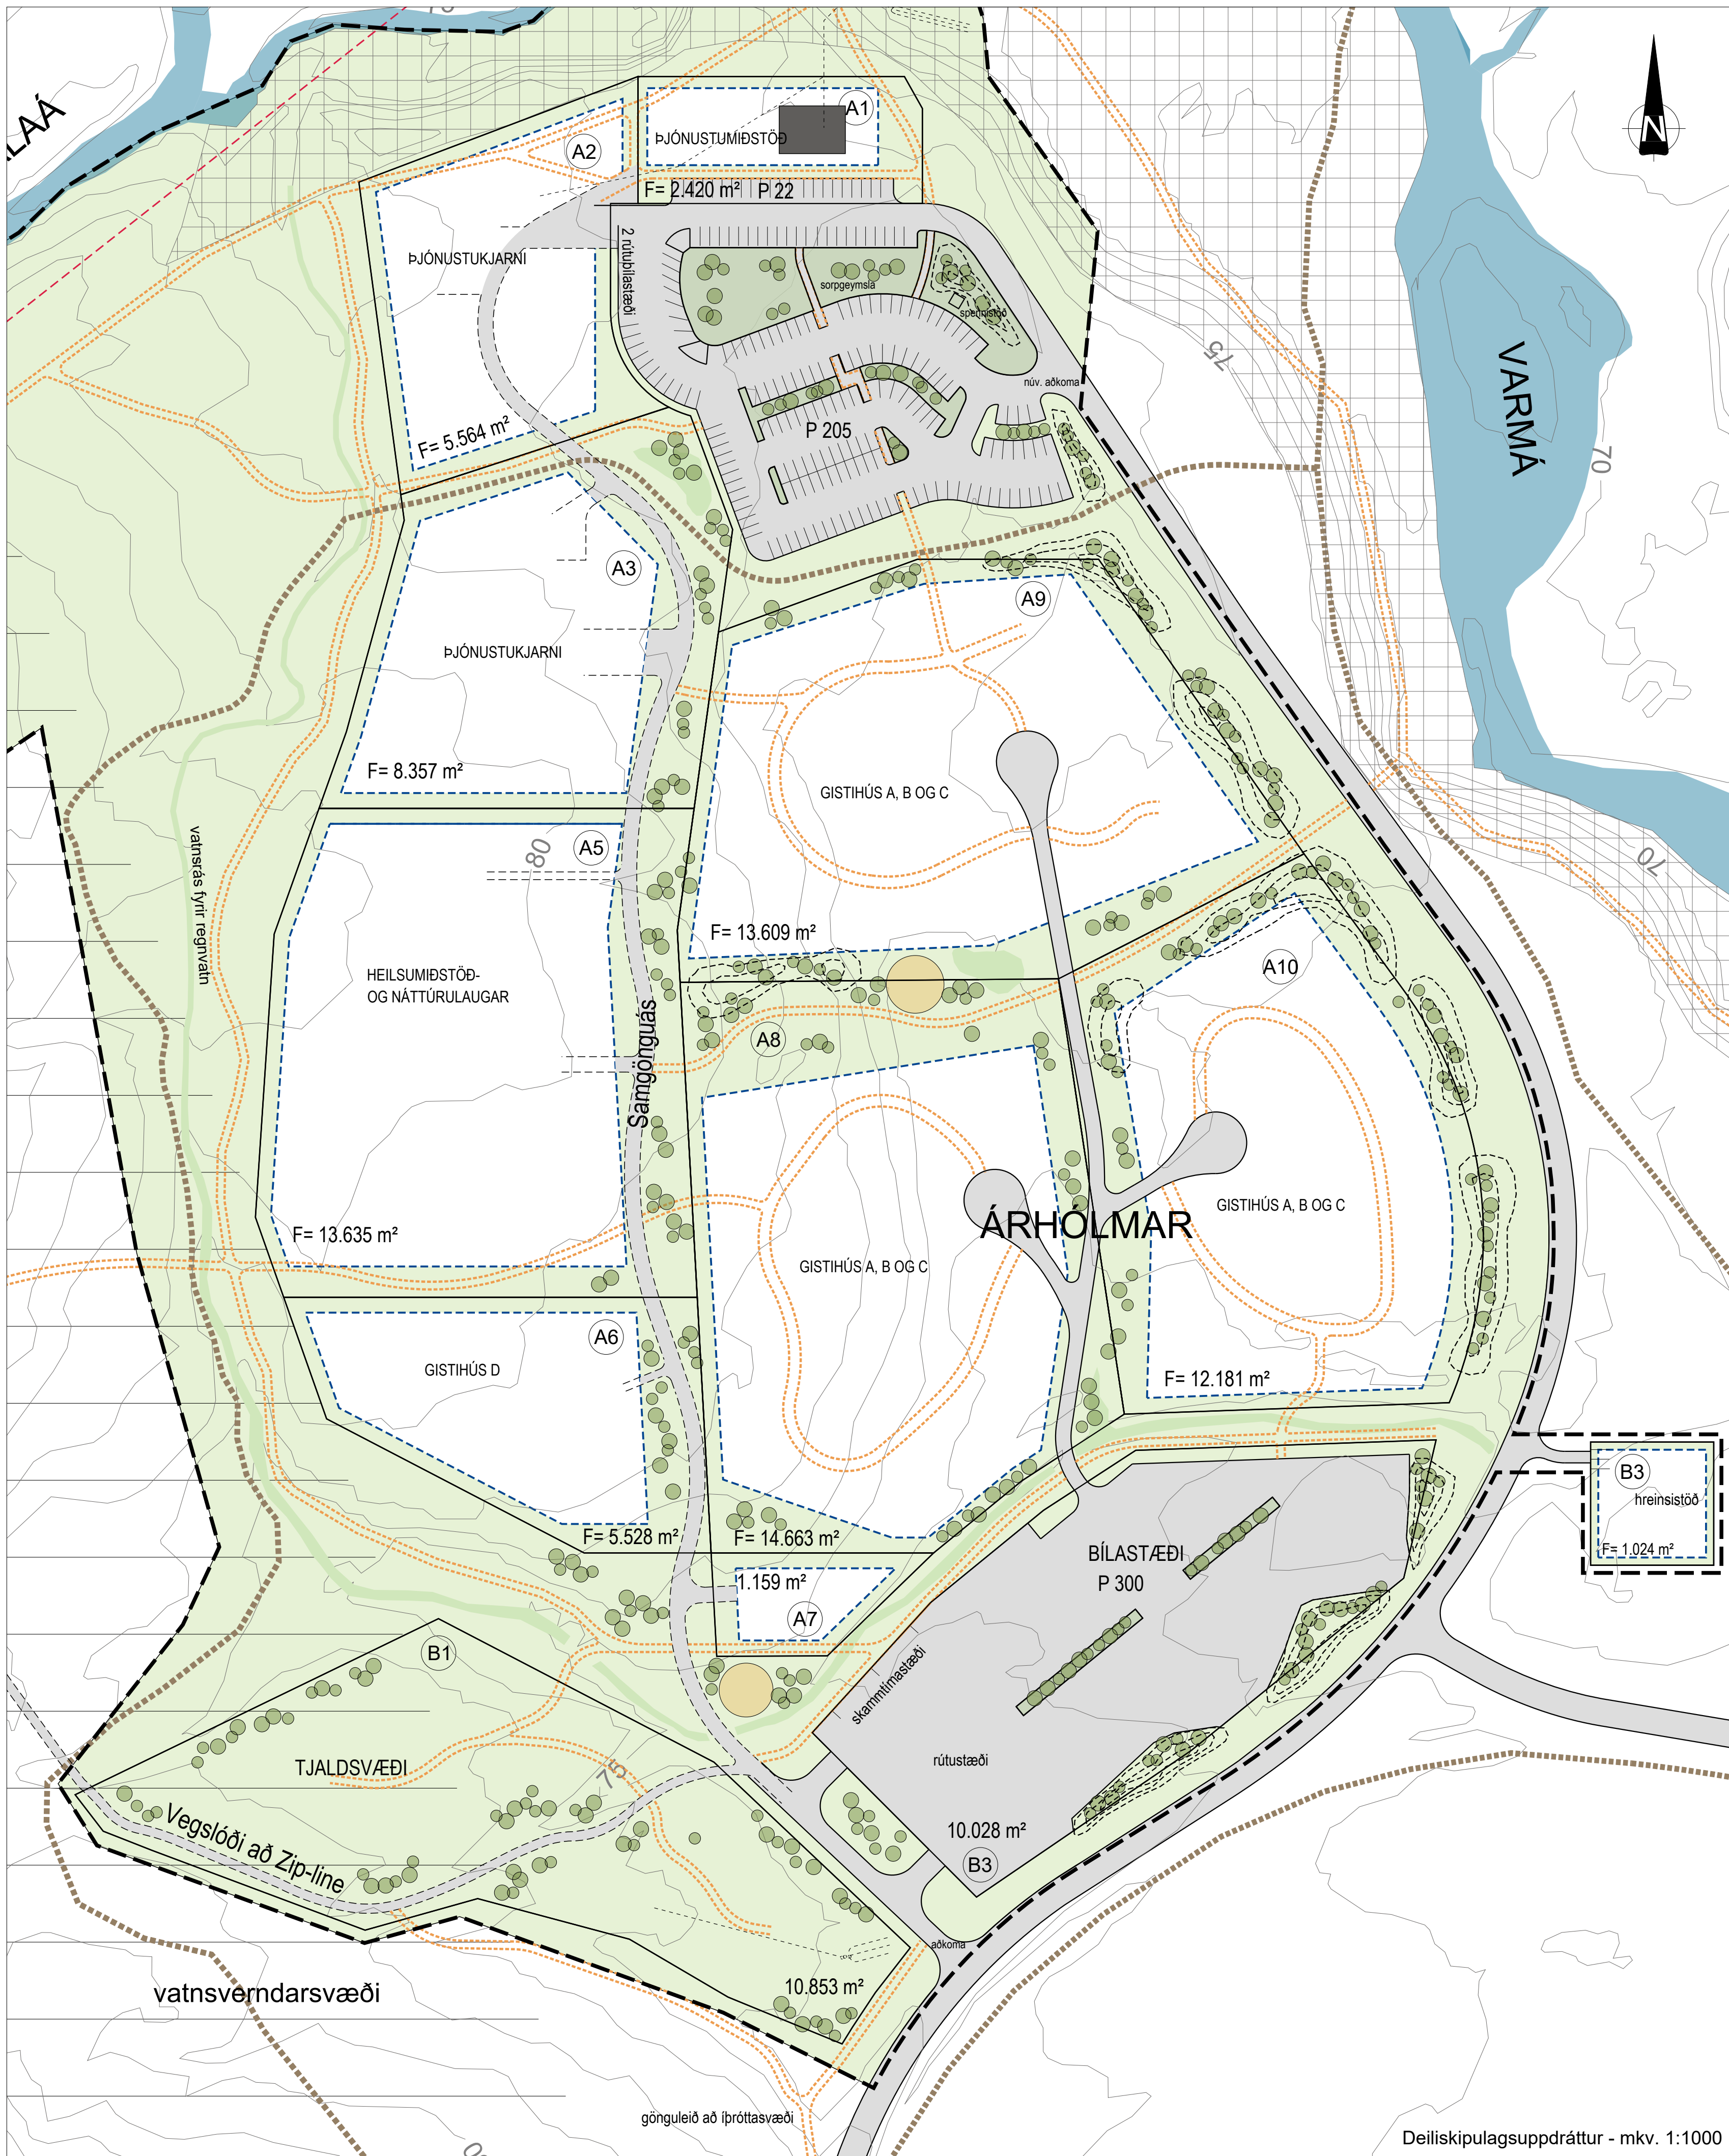 A1
ÞJÓNUSTUMIÐSTÖÐ
F= 2.420 m²
P 22
A2
ÞJÓNUSTUKJARNI
F= 5.564 m²
2 rútubílastæði
sorpgeymsla
spennistöð
núv. aðkoma
P 205
N
VARMÁ
75
70
70
A3
ÞJÓNUSTUKJARNI
F= 8.357 m²
A9
GISTIHÚS A, B OG C
F= 13.609 m²
A5
80
HEILSUMIÐSTÖÐ-
OG NÁTTÚRULAUGAR
F= 13.635 m²
vatnsrás fyrir regnvatn
Samgönguás
A8
A10
GISTIHÚS A, B OG C
F= 12.181 m²
ÁRHÓLMAR
GISTIHÚS A, B OG C
A6
GISTIHÚS D
F= 5.528 m²
F= 14.663 m²
1.159 m²
A7
B3
hreinsistöð
F= 1.024 m²
BÍLASTÆÐI
P 300
skammtímastæði
rútustæði
10.028 m²
B3
B1
TJALDSVÆÐI
75
Vegslóði að Zip-line
aðkoma
10.853 m²
vatnsverndarsvæði
gönguleið að íþróttasvæði
Deiliskipulagsuppdráttur - mkv. 1:1000